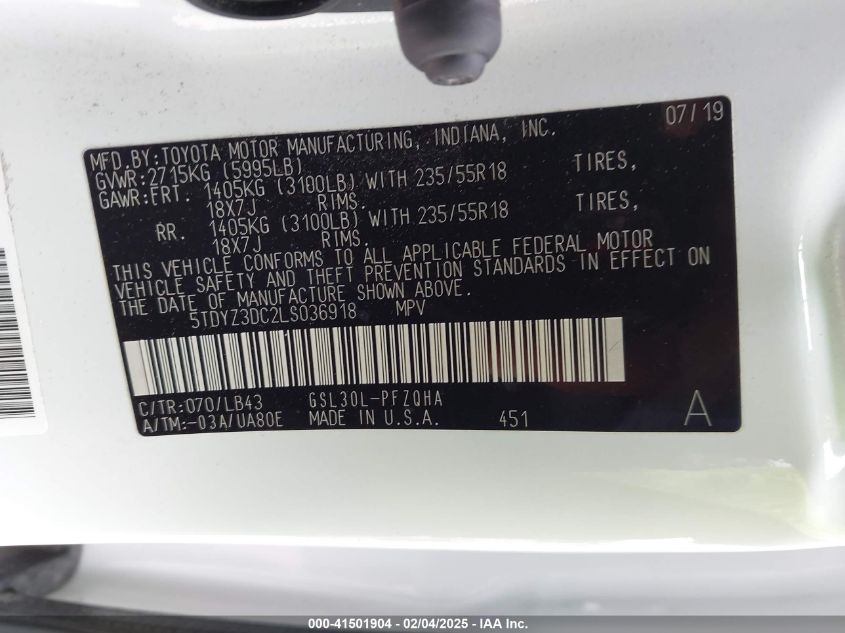 07/19
MFD.BY:TOYOTA MOTOR MANUFACTURING, INDIANA, INC.
GVWR:2715KG (5995LB)
GAWR:FRT. 1405KG (3100LB) WITH 235/55R18 TIRES,
18X7J RIMS.
RR. 1405KG (3100LB) WITH 235/55R18 TIRES,
18X7J RIMS.
THIS VEHICLE CONFORMS TO ALL APPLICABLE FEDERAL MOTOR
VEHICLE SAFETY AND THEFT PREVENTION STANDARDS IN EFFECT ON
THE DATE OF MANUFACTURE SHOWN ABOVE.
5TDYZ3DC2LS036918 MPV
C/TR:070/LB43 GSL30L-PFZQHA
A/TM:-03A/UA80E MADE IN U.S.A. 451 A
000-41501904 - 02/04/2025 - IAA Inc.